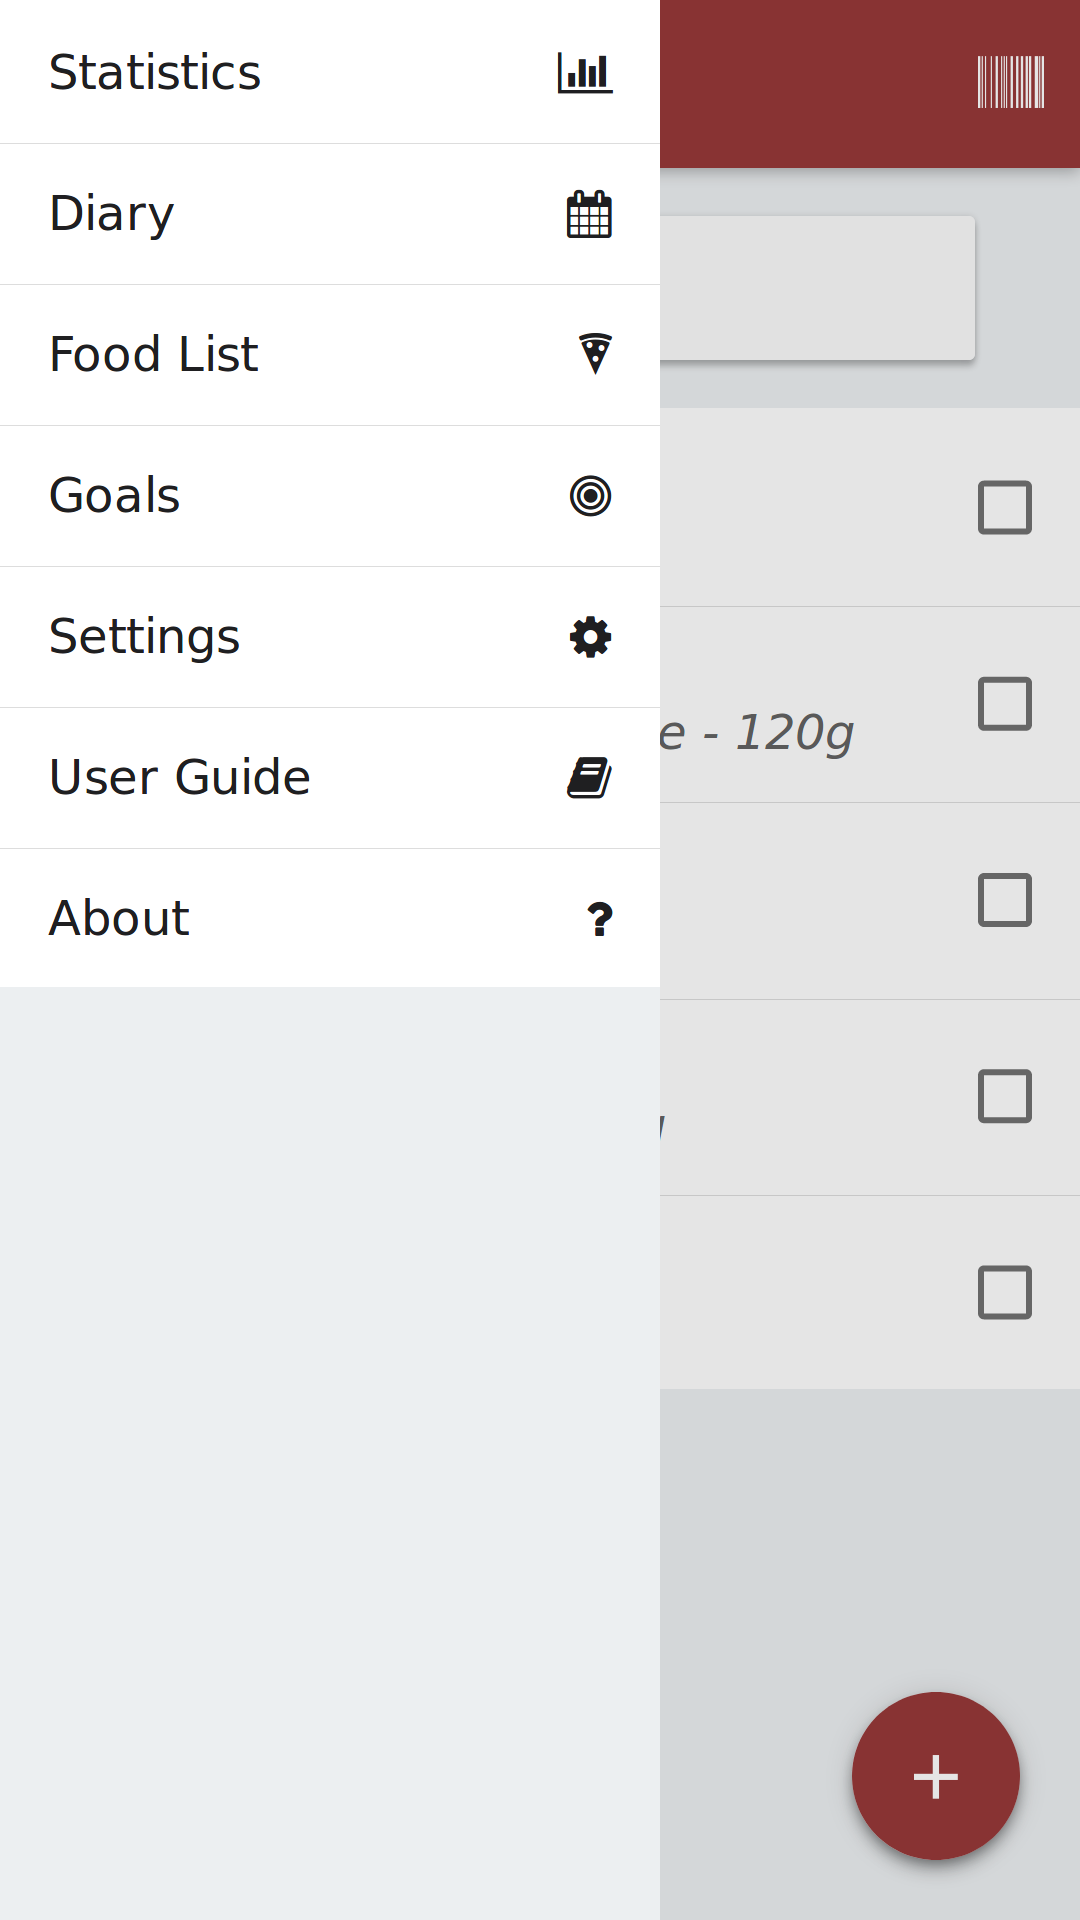 Statistics
Diary
Food List
Goals
Settings
User Guide
About
?
- 120g
+